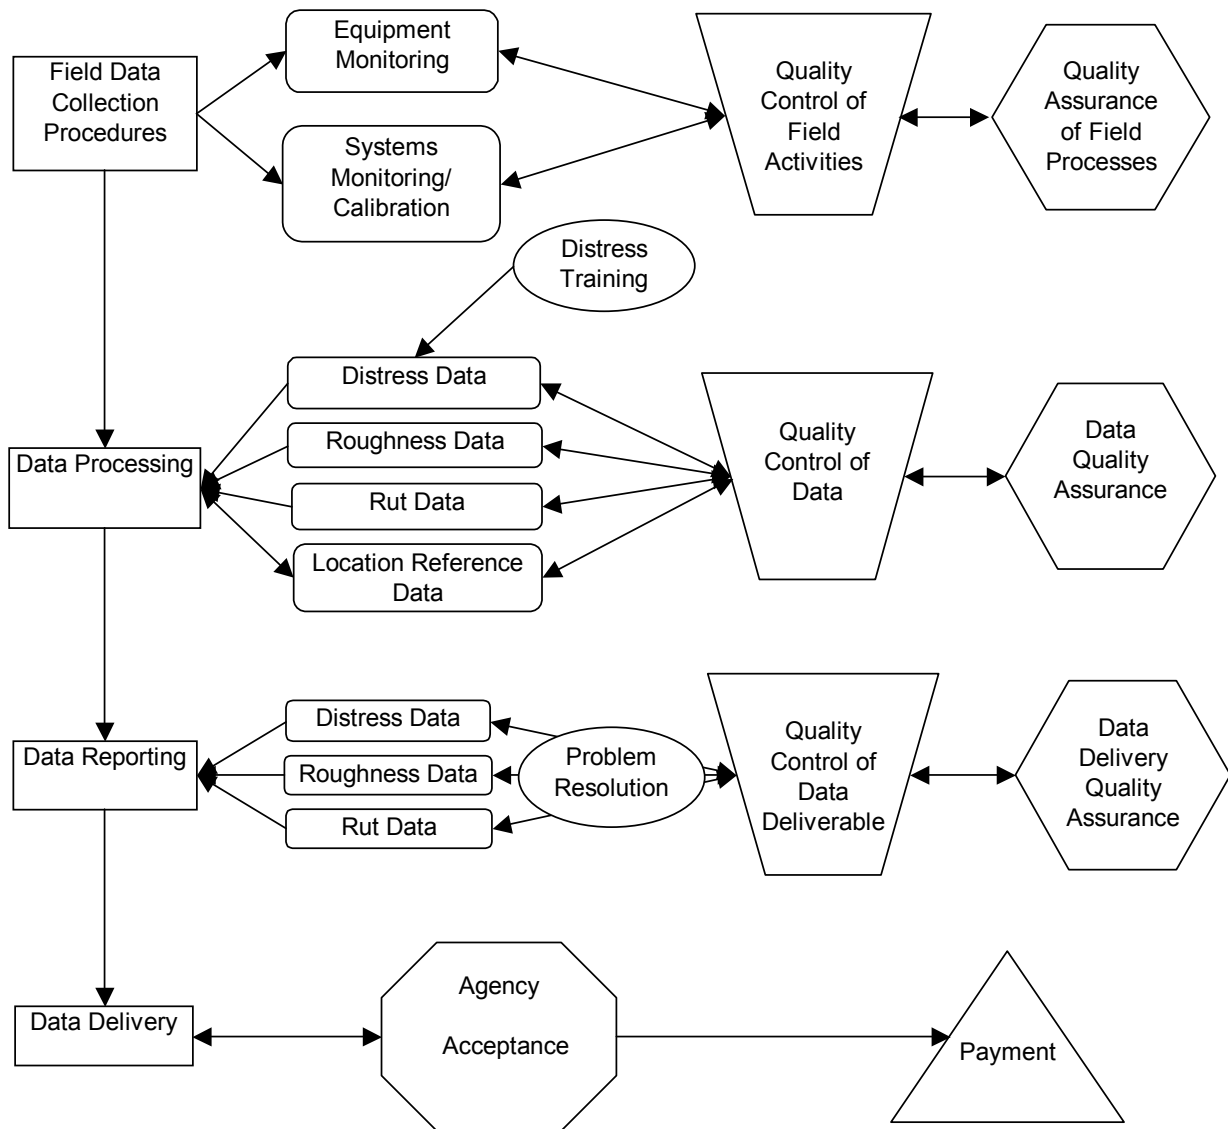 Equipment
Monitoring
Field Data
Collection
Procedures
Systems
Monitoring/
Calibration
Quality
Control of
Field
Activities
Quality
Assurance
of Field
Processes
Distress
Training
Distress Data
Roughness Data
Rut Data
Location Reference
Data
Data Processing
Quality
Control of
Data
Data
Quality
Assurance
Distress Data
Roughness Data
Rut Data
Data Reporting
Problem
Resolution
Quality
Control of
Data
Deliverable
Data
Delivery
Quality
Assurance
Data Delivery
Agency
Acceptance
Payment